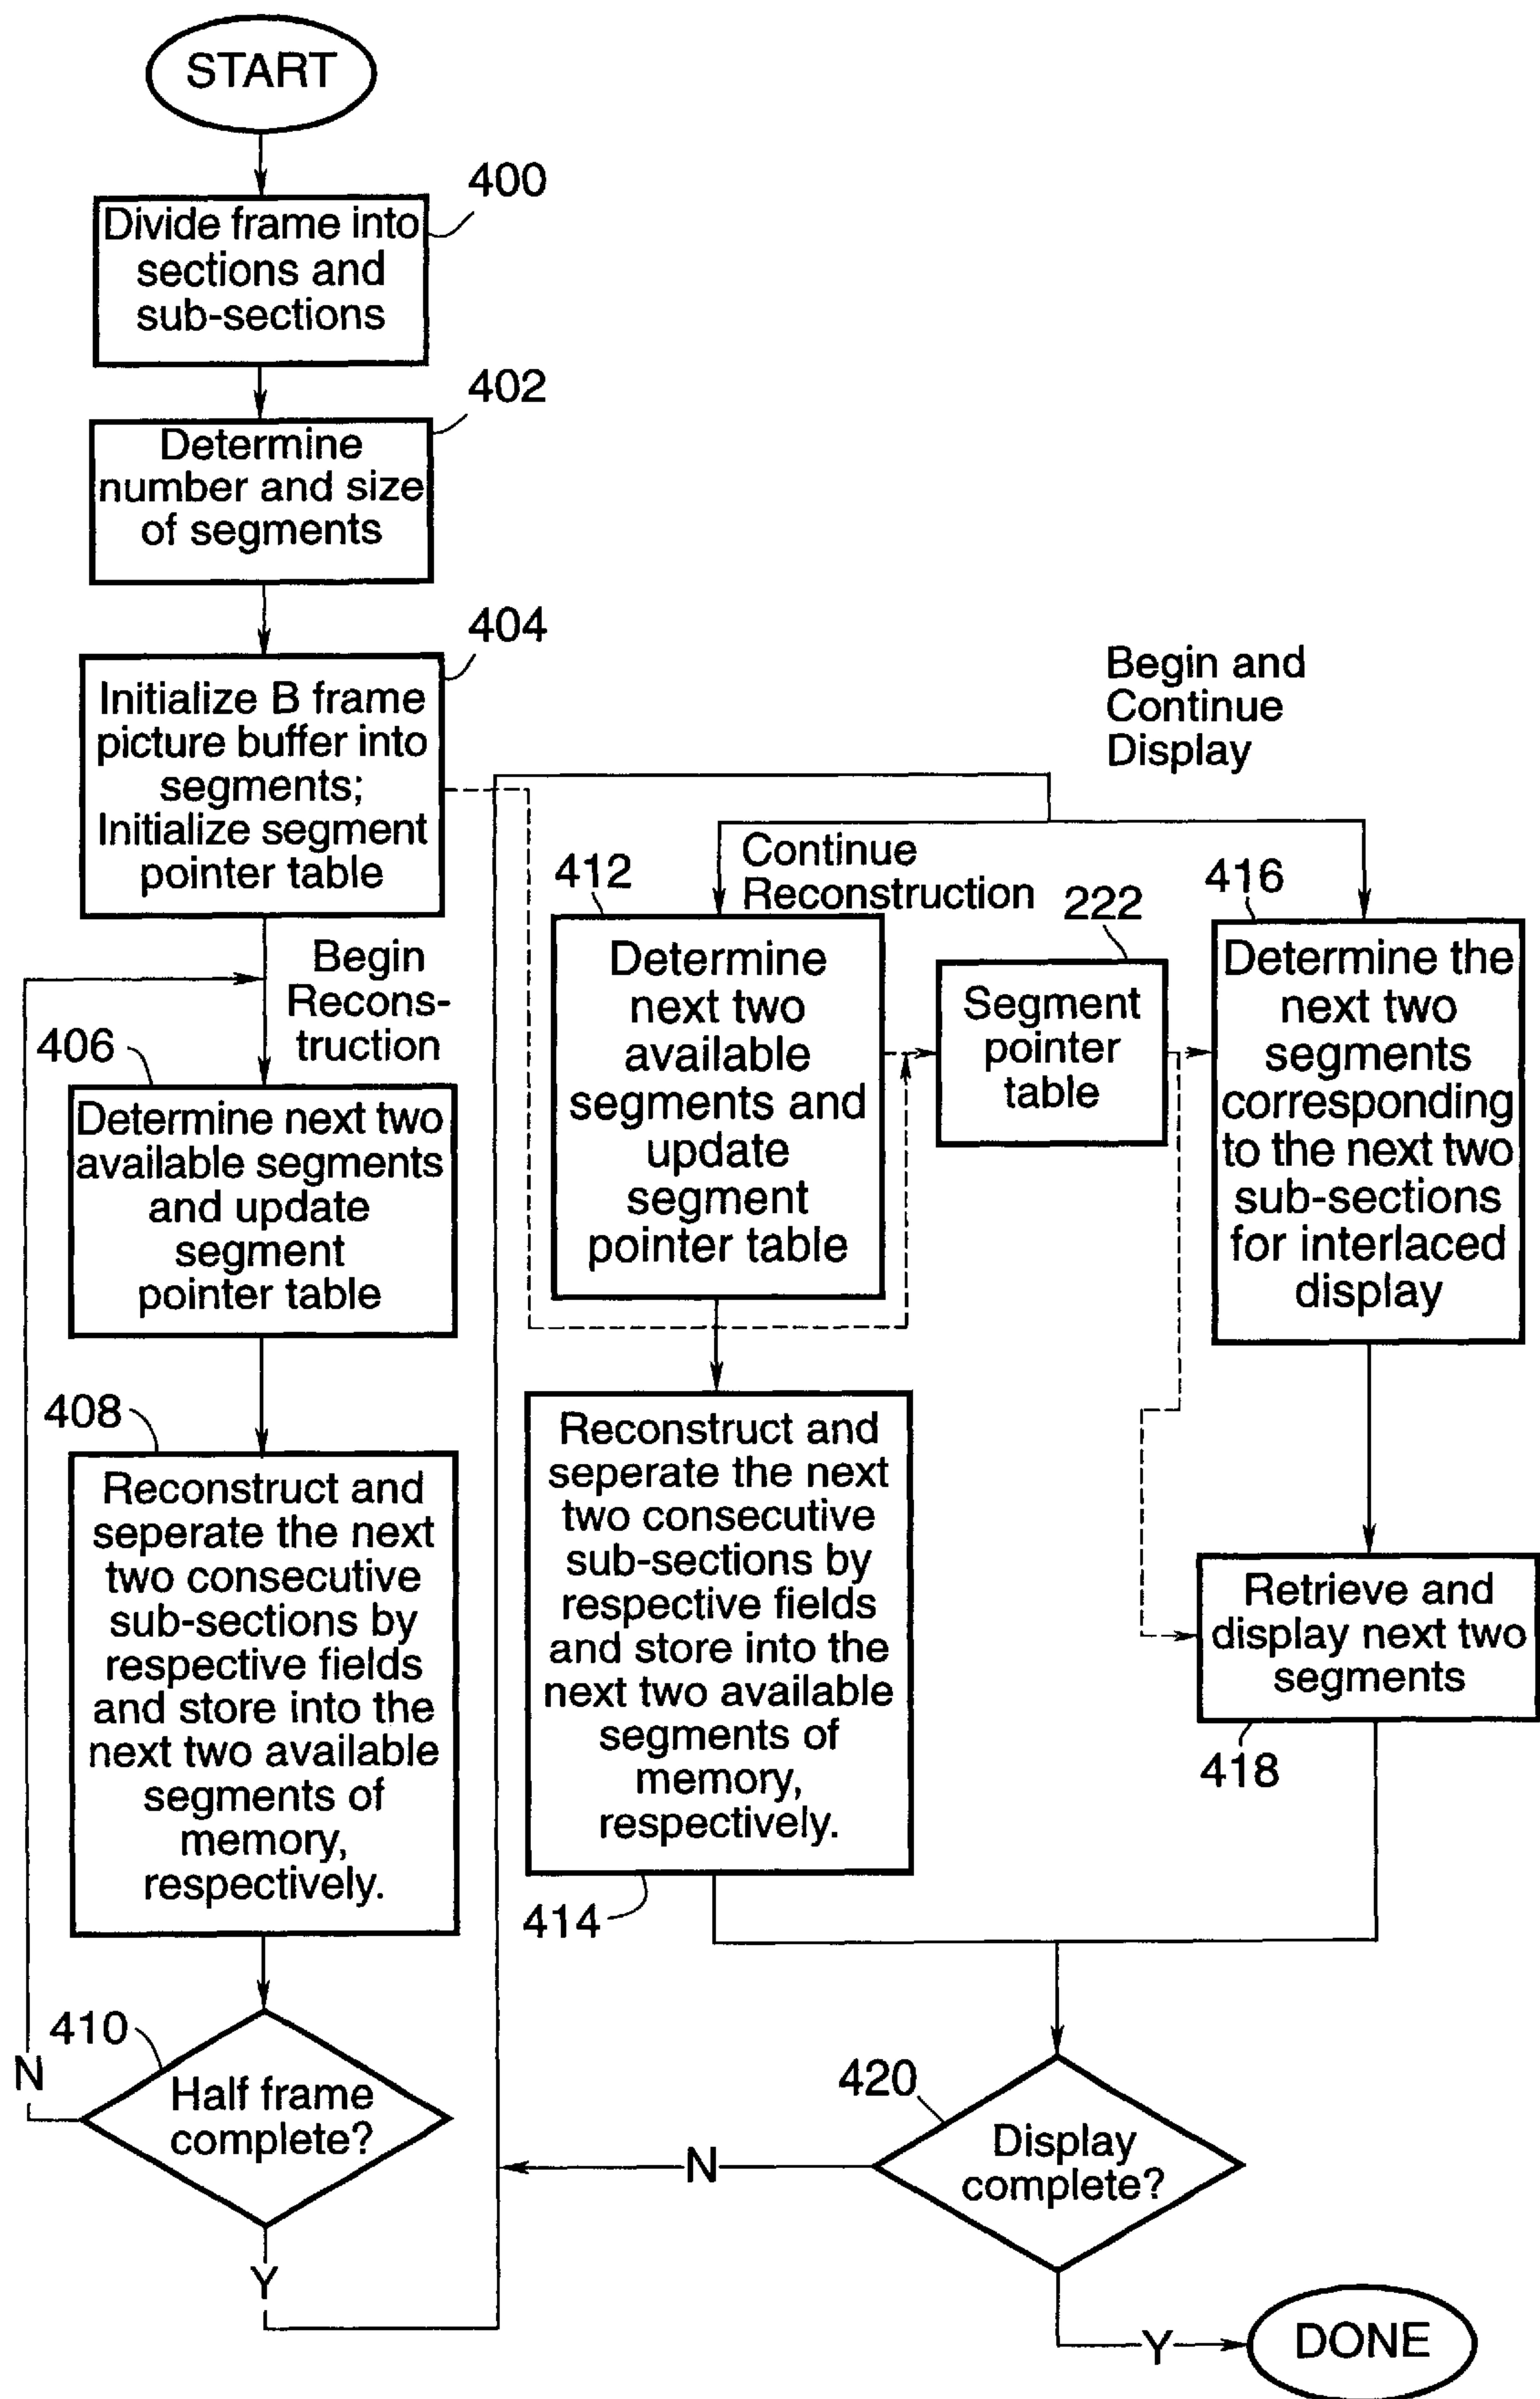 START
400
Divide frame into
sections and
sub-sections
402
Determine
number and size
of segments
404
Initialize B frame
picture buffer into
segments;
Initialize segment
pointer table
Begin
Recons-
truction
406
Determine next two
available segments
and update
segment
pointer table
408
Reconstruct and
seperate the next
two consecutive
sub-sections by
respective fields
and store into the
next two available
segments of
memory,
respectively.
410
Half frame
complete?
N
Y
Begin and
Continue
Display
Continue
Reconstruction
412
Determine
next two
available
segments and
update
segment
pointer table
222
Segment
pointer
table
416
Determine the
next two
segments
corresponding
to the next two
sub-sections
for interlaced
display
414
Reconstruct and
seperate the next
two consecutive
sub-sections by
respective fields
and store into the
next two available
segments of
memory,
respectively.
418
Retrieve and
display next two
segments
420
Display
complete?
N
Y
DONE